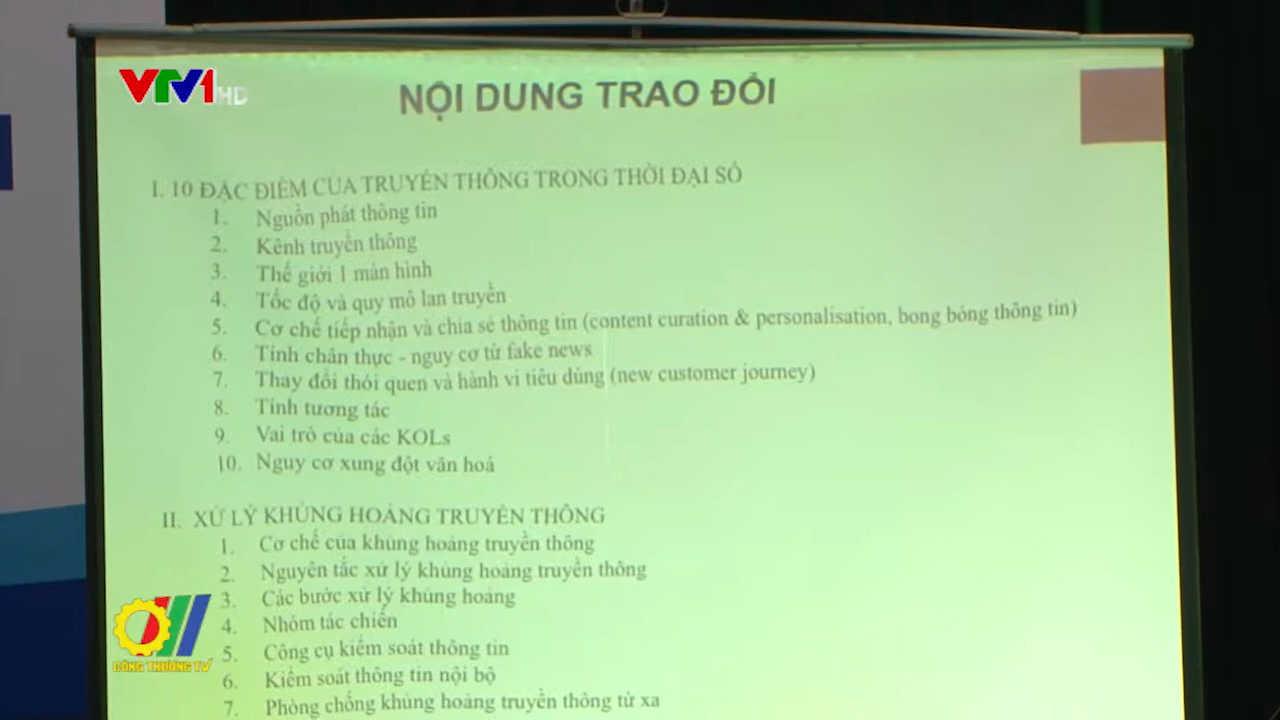 VTV1 HD
NỘI DUNG TRAO ĐỔI
I. 10 ĐẶC ĐIỂM CỦA TRUYỀN THÔNG TRONG THỜI ĐẠI SỐ
1. Nguồn phát thông tin
2. Kênh truyền thông
3. Thế giới 1 màn hình
4. Tốc độ và quy mô lan truyền
5. Cơ chế tiếp nhận và chia sẻ thông tin (content curation & personalisation, bong bóng thông tin)
6. Tính chân thực - nguy cơ từ fake news
7. Thay đổi thói quen và hành vi tiêu dùng (new customer journey)
8. Tính tương tác
9. Vai trò của các KOLs
10. Nguy cơ xung đột văn hoá
II. XỬ LÝ KHỦNG HOẢNG TRUYỀN THÔNG
1. Cơ chế của khủng hoảng truyền thông
2. Nguyên tắc xử lý khủng hoảng truyền thông
3. Các bước xử lý khủng hoảng
4. Nhóm tác chiến
5. Công cụ kiểm soát thông tin
6. Kiểm soát thông tin nội bộ
7. Phòng chống khủng hoảng truyền thông từ xa
CÔNG THƯƠNG TV